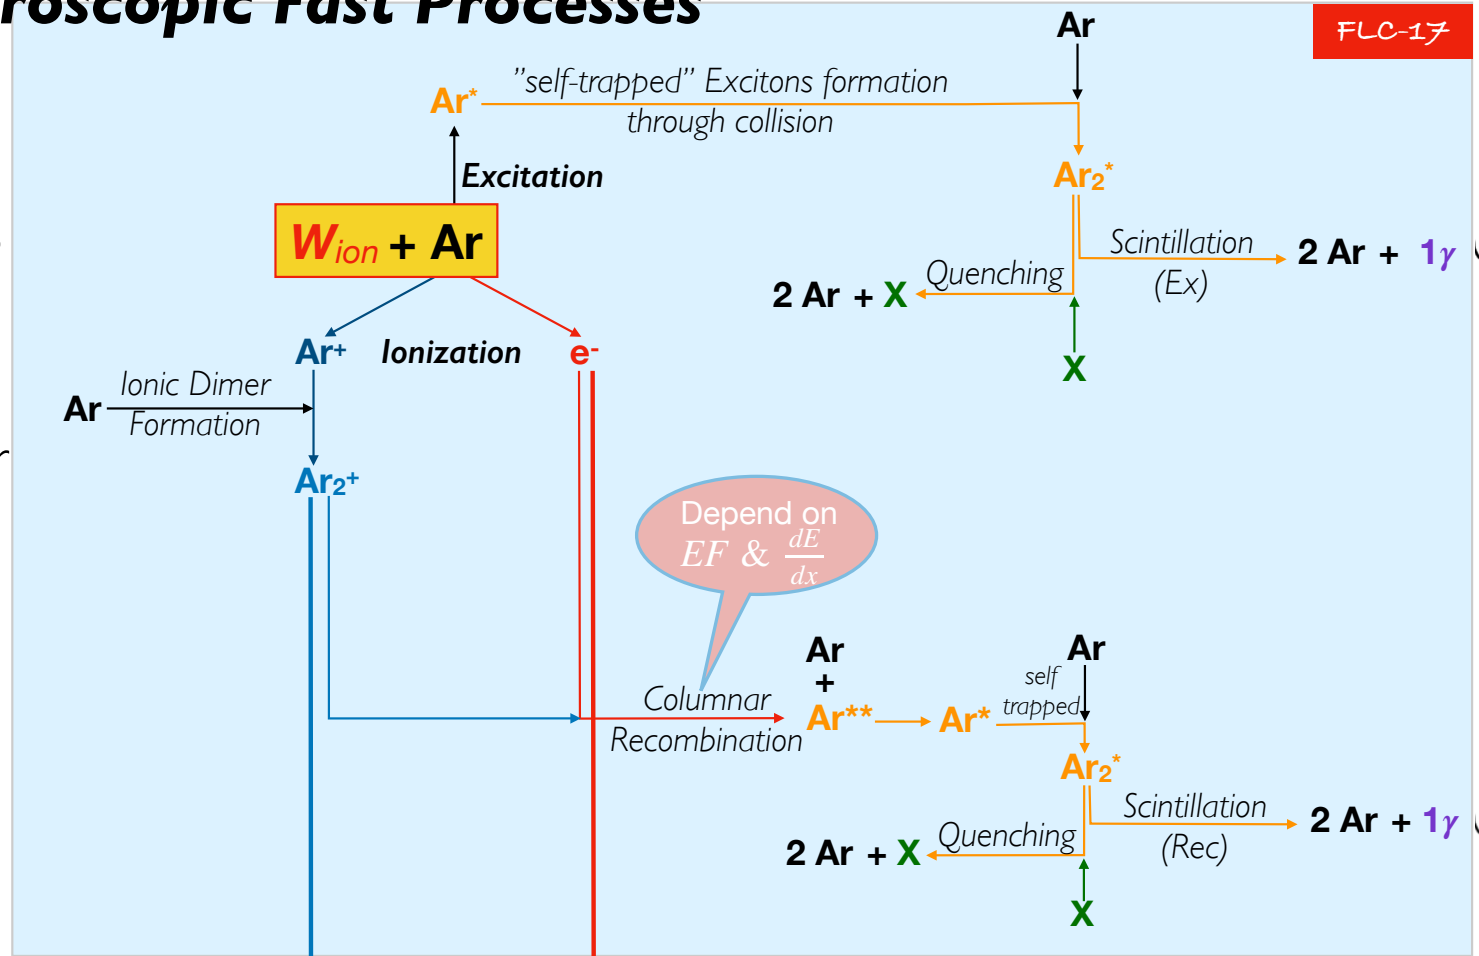 roscopic Fast Processes
FLC-17
Ar
Ar*
"self-trapped" Excitons formation
through collision
Excitation
Ar₂*
Wion + Ar
Scintillation
(Ex)
2 Ar + 1γ
Quenching
2 Ar + X
X
Ar+
Ionization
e-
Ar
Ionic Dimer
Formation
Ar₂+
Depend on
EF & dE/dx
Columnar
Recombination
Ar
+
Ar**
Ar*
self
trapped
Ar
Ar₂*
Scintillation
(Rec)
2 Ar + 1γ
Quenching
2 Ar + X
X